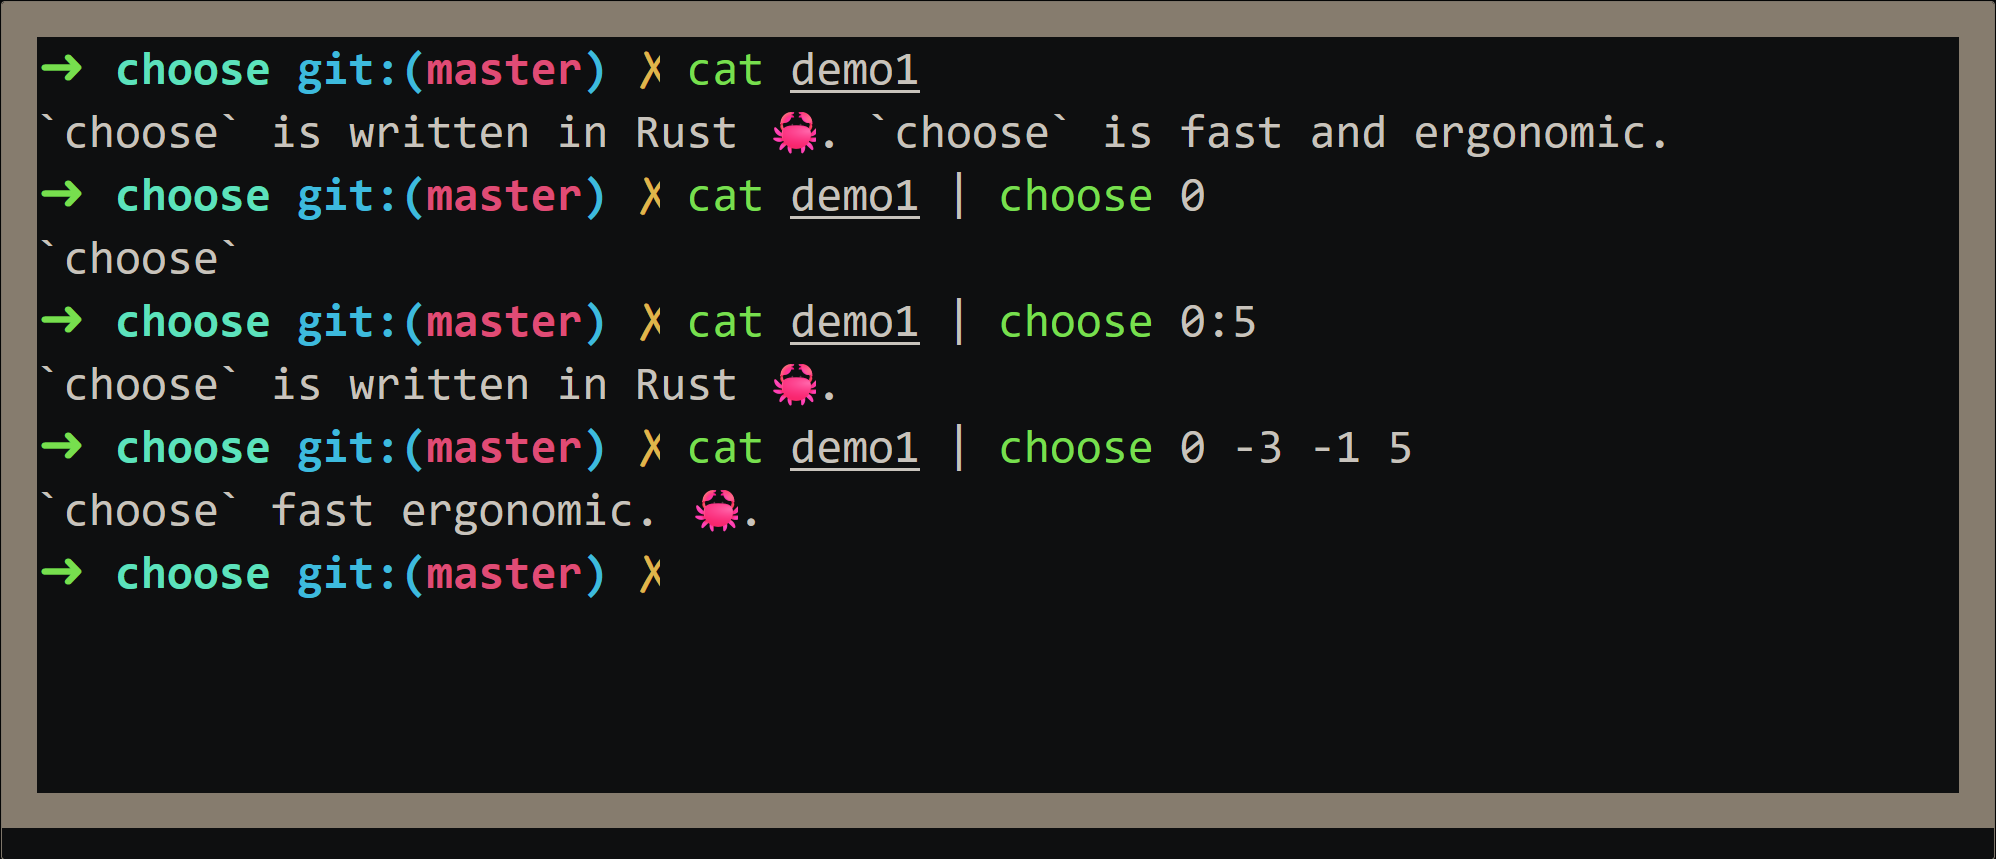 ➜ choose git:(master) ✗ cat demo1
`choose` is written in Rust 🦀. `choose` is fast and ergonomic.
➜ choose git:(master) ✗ cat demo1 | choose 0
`choose`
➜ choose git:(master) ✗ cat demo1 | choose 0:5
`choose` is written in Rust 🦀.
➜ choose git:(master) ✗ cat demo1 | choose 0 -3 -1 5
`choose` fast ergonomic. 🦀.
➜ choose git:(master) ✗